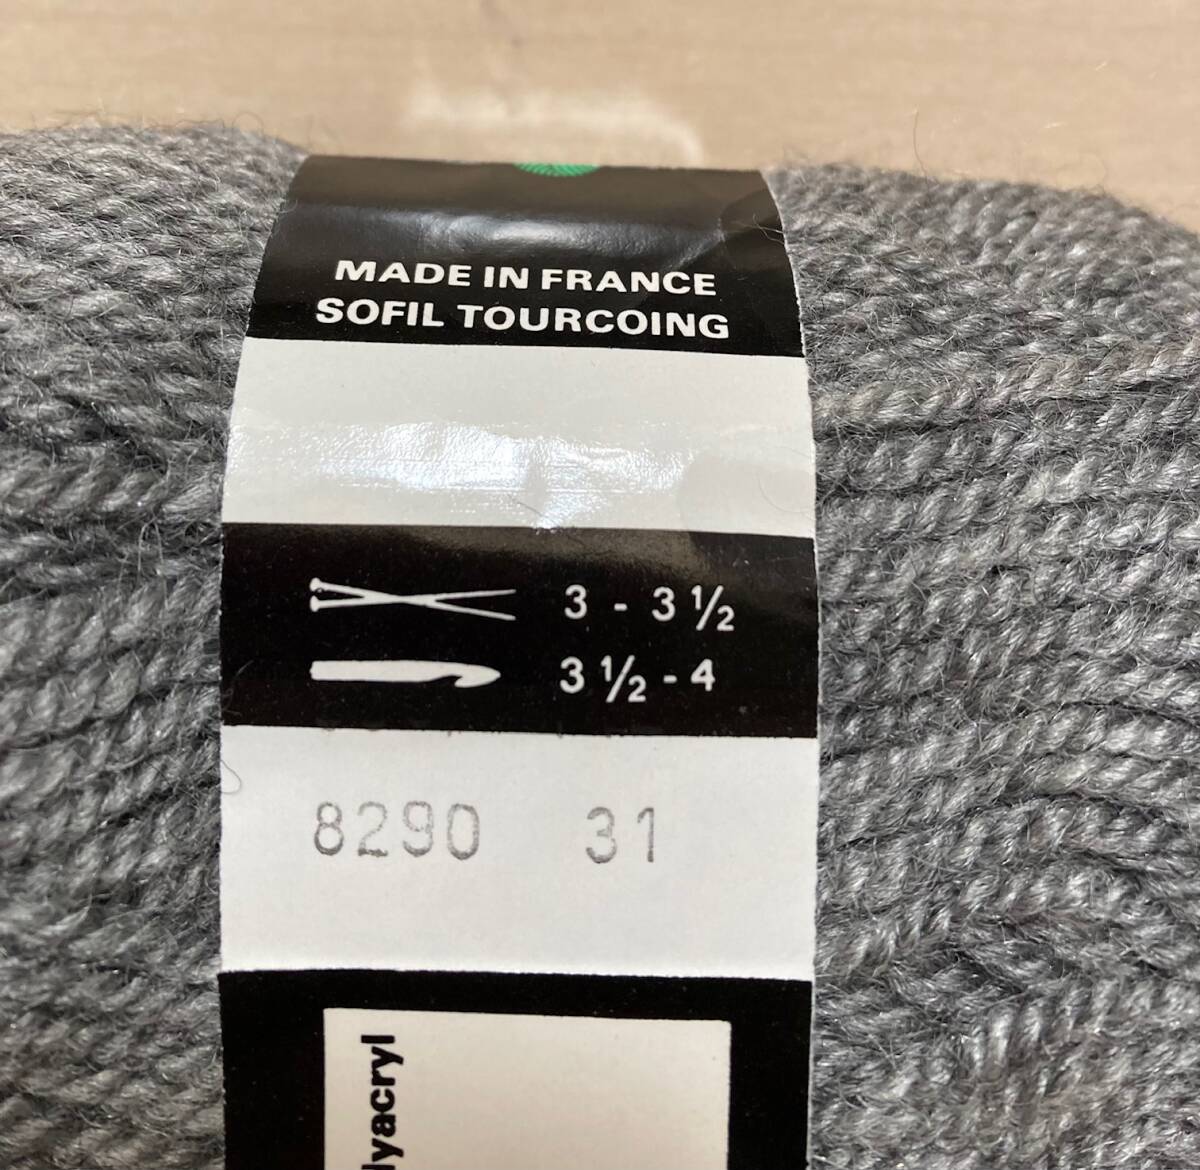 MADE IN FRANCE
SOFIL TOURCOING
3 - 3 ½
3 ½ - 4
8290 31
lyacryl